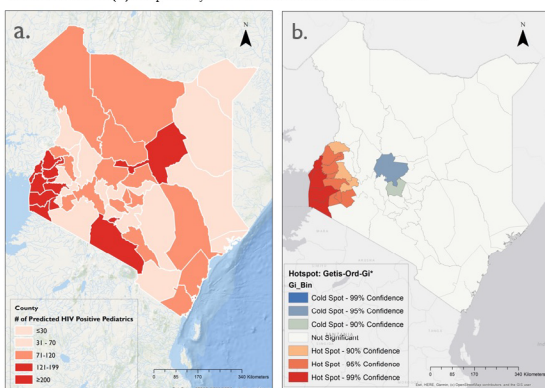 a.
N
County
# of Predicted HIV Positive Pediatrics
≤30
31 - 70
71-120
121-199
≥200
0 85 170 340 Kilometers
b.
N
Hotspot: Getis-Ord-Gi*
Gi_Bin
Cold Spot - 99% Confidence
Cold Spot - 95% Confidence
Cold Spot - 90% Confidence
Not Significant
Hot Spot - 90% Confidence
Hot Spot - 95% Confidence
Hot Spot - 99% Confidence
0 85 170 340 Kilometers